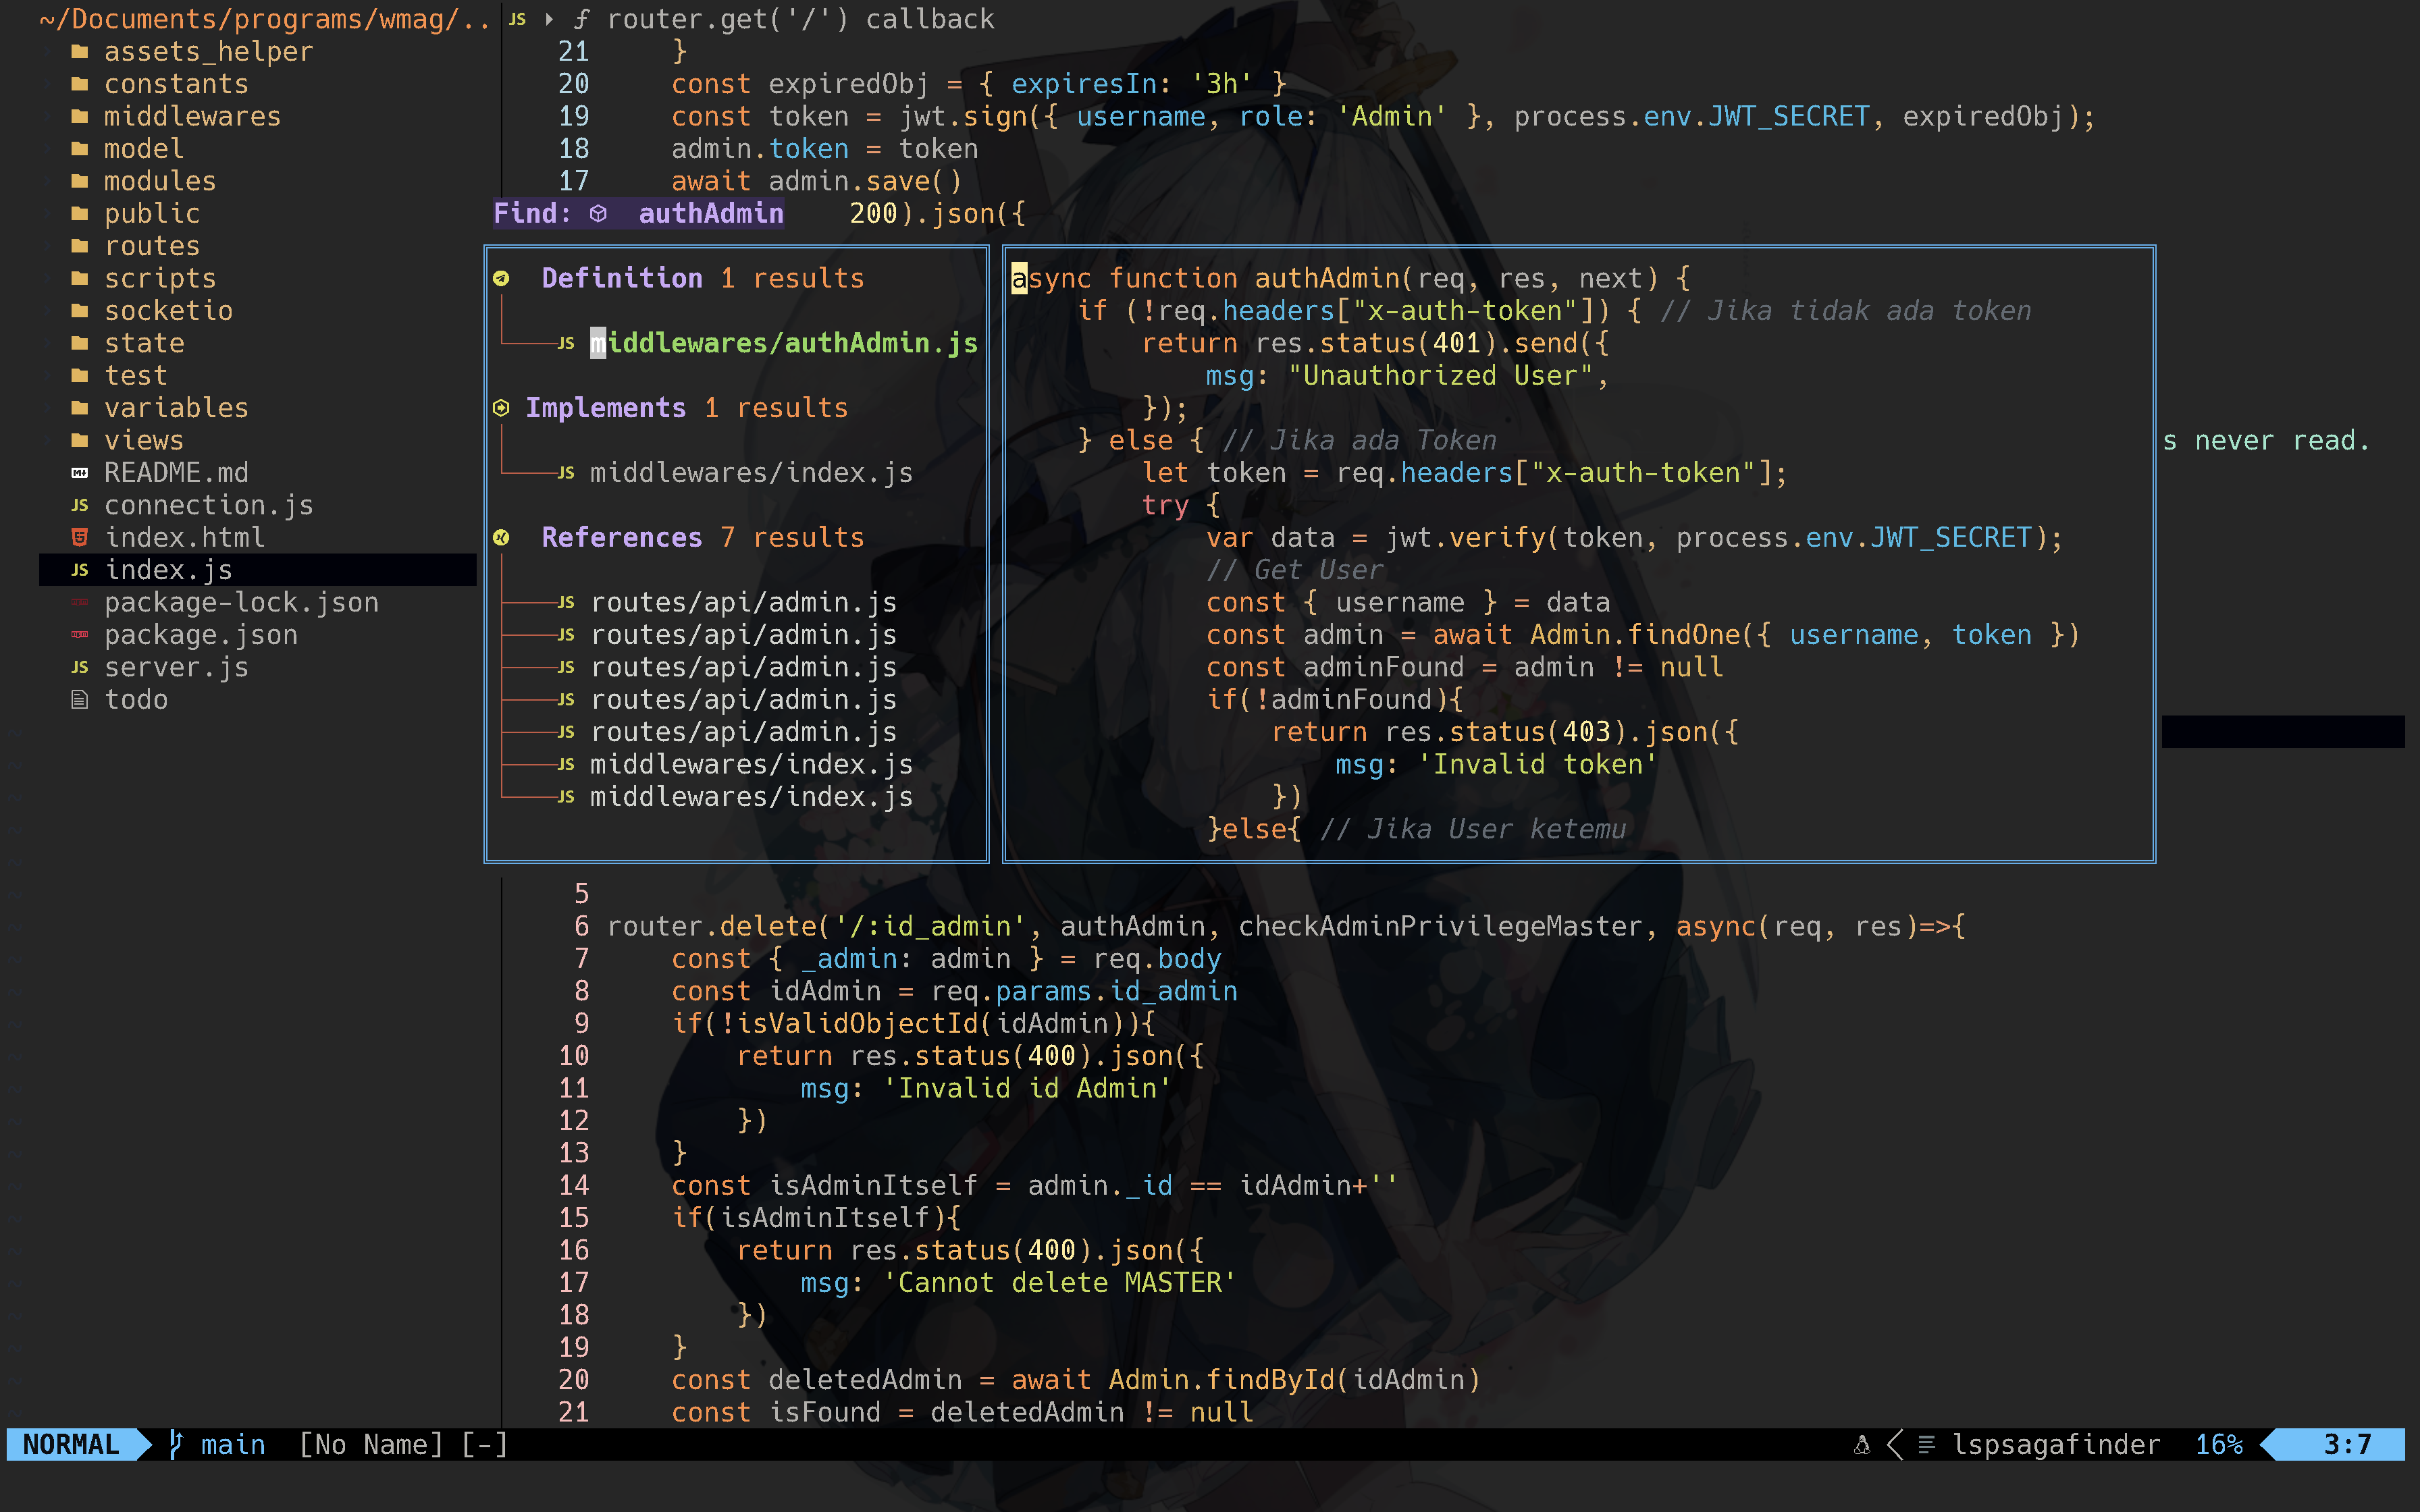 ~/Documents/programs/wmag/..
assets_helper
constants
middlewares
model
modules
public
routes
scripts
socketio
state
test
variables
views
README.md
JS connection.js
index.html
JS index.js
package-lock.json
package.json
JS server.js
todo
JS ƒ router.get('/') callback
21 }
20 const expiredObj = { expiresIn: '3h' }
19 const token = jwt.sign({ username, role: 'Admin' }, process.env.JWT_SECRET, expiredObj);
18 admin.token = token
17 await admin.save()
Find: authAdmin 200).json({
Definition 1 results
JS middlewares/authAdmin.js
Implements 1 results
JS middlewares/index.js
References 7 results
JS routes/api/admin.js
JS routes/api/admin.js
JS routes/api/admin.js
JS routes/api/admin.js
JS routes/api/admin.js
JS middlewares/index.js
JS middlewares/index.js
async function authAdmin(req, res, next) {
if (!req.headers["x-auth-token"]) { // Jika tidak ada token
return res.status(401).send({
msg: "Unauthorized User",
});
} else { // Jika ada Token
let token = req.headers["x-auth-token"];
try {
var data = jwt.verify(token, process.env.JWT_SECRET);
// Get User
const { username } = data
const admin = await Admin.findOne({ username, token })
const adminFound = admin != null
if(!adminFound){
return res.status(403).json({
msg: 'Invalid token'
})
}else{ // Jika User ketemu
s never read.
5
6 router.delete('/:id_admin', authAdmin, checkAdminPrivilegeMaster, async(req, res)=>{
7 const { _admin: admin } = req.body
8 const idAdmin = req.params.id_admin
9 if(!isValidObjectId(idAdmin)){
10 return res.status(400).json({
11 msg: 'Invalid id Admin'
12 })
13 }
14 const isAdminItself = admin._id == idAdmin+''
15 if(isAdminItself){
16 return res.status(400).json({
17 msg: 'Cannot delete MASTER'
18 })
19 }
20 const deletedAdmin = await Admin.findById(idAdmin)
21 const isFound = deletedAdmin != null
NORMAL main [No Name] [-] lspsagafinder 16% 3:7